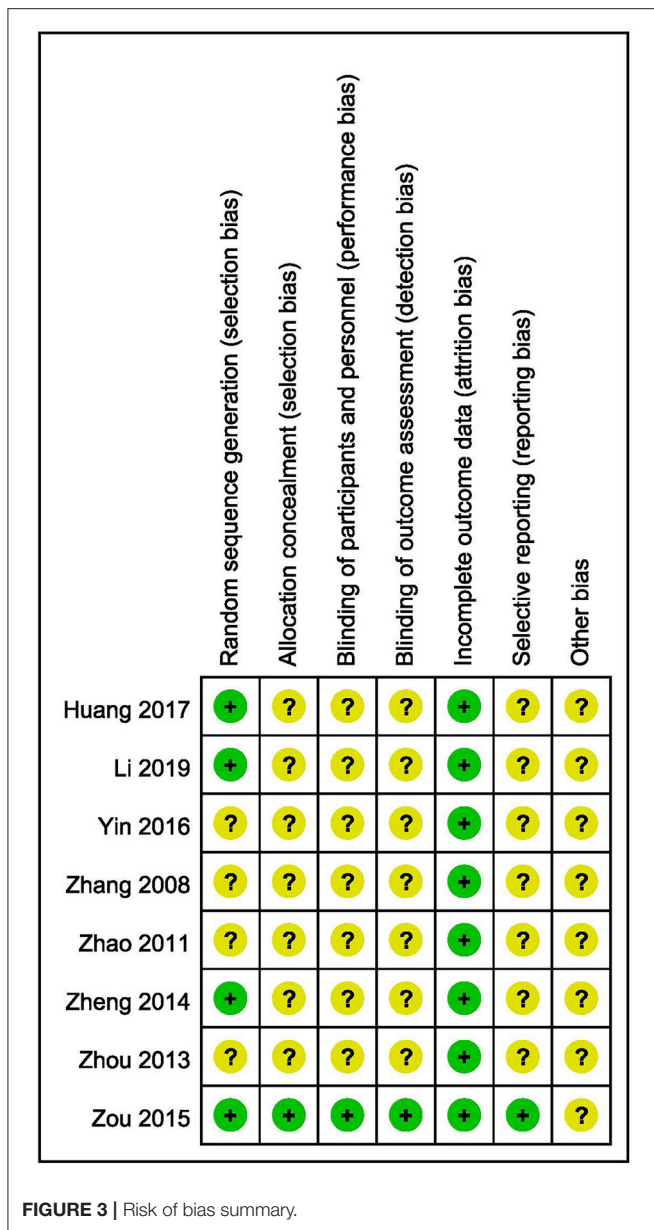 Random sequence generation (selection bias)
Allocation concealment (selection bias)
Blinding of participants and personnel (performance bias)
Blinding of outcome assessment (detection bias)
Incomplete outcome data (attrition bias)
Selective reporting (reporting bias)
Other bias
Huang 2017 + ? ? ? + ? ?
Li 2019 + ? ? ? + ? ?
Yin 2016 ? ? ? ? + ? ?
Zhang 2008 ? ? ? ? + ? ?
Zhao 2011 ? ? ? ? + ? ?
Zheng 2014 + ? ? ? + ? ?
Zhou 2013 ? ? ? ? + ? ?
Zou 2015 + + + + + + ?
FIGURE 3 | Risk of bias summary.